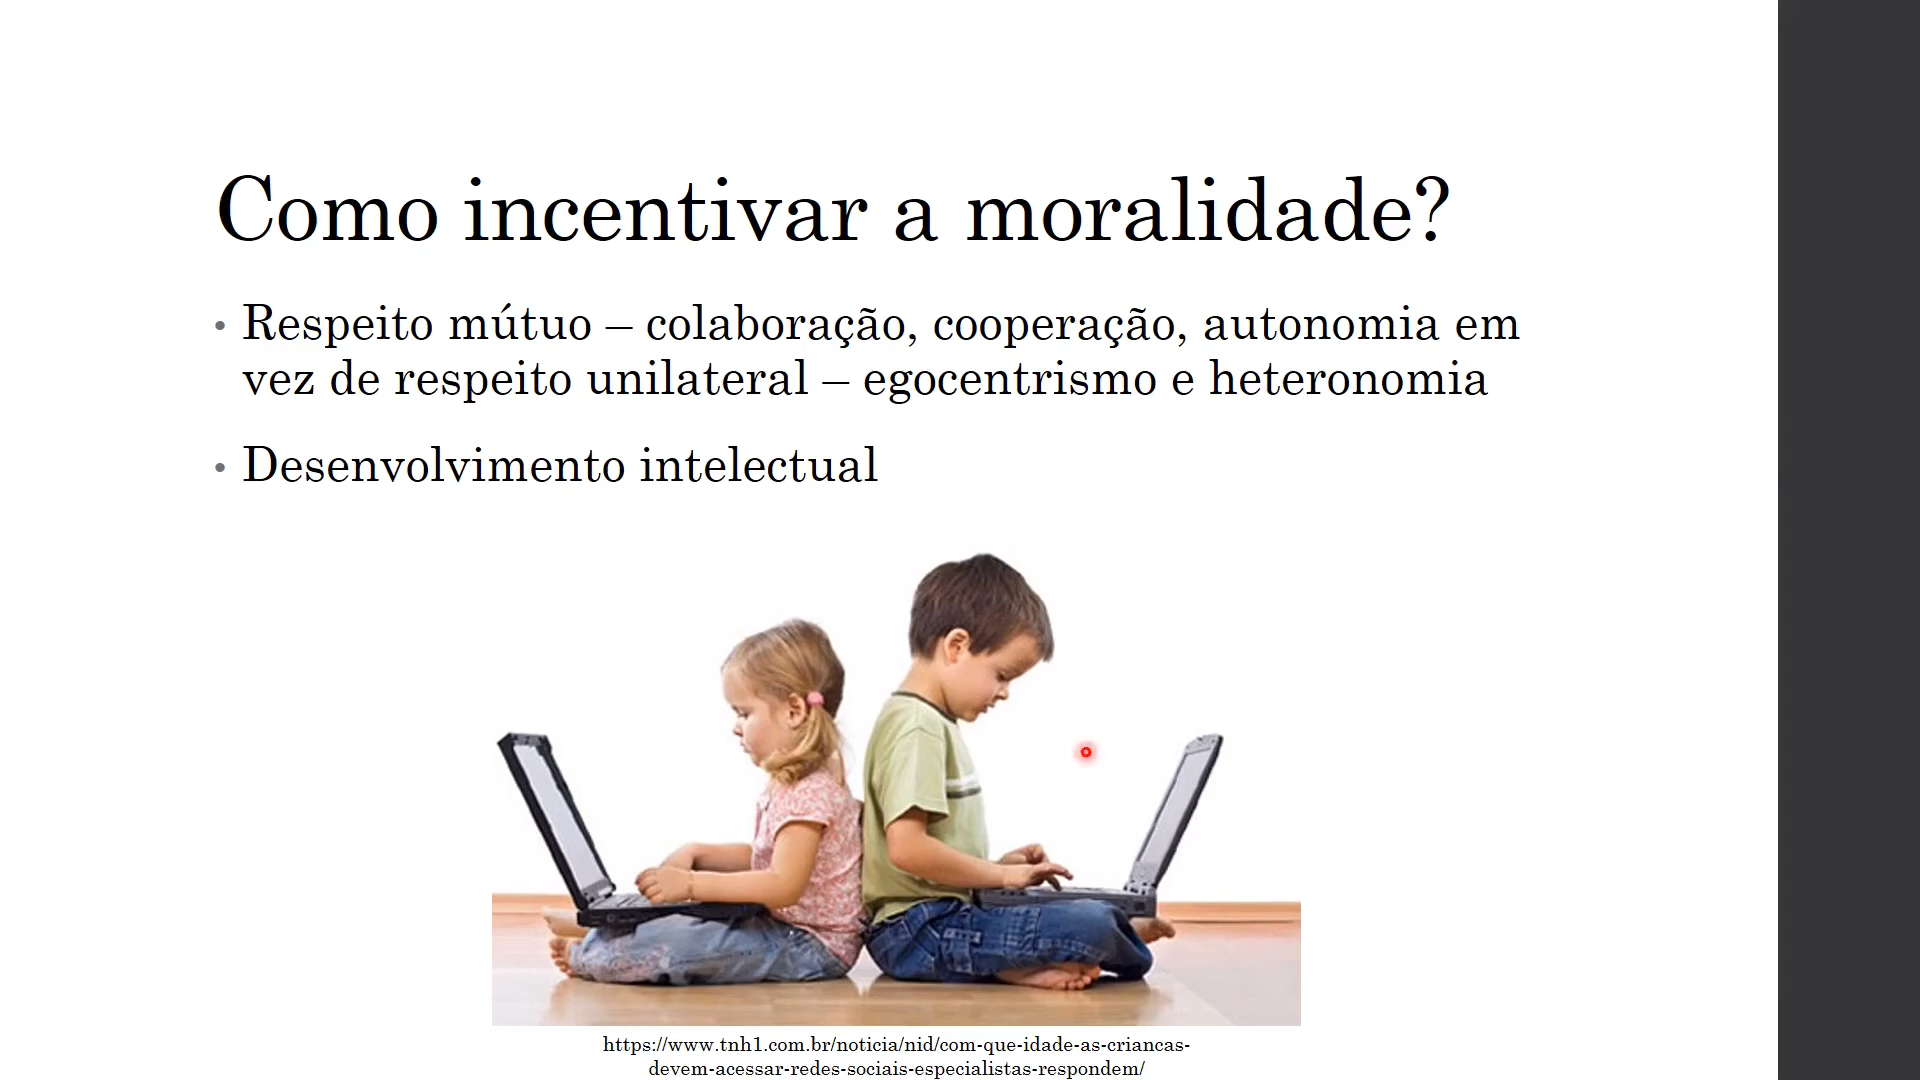 Como incentivar a moralidade?
• Respeito mútuo – colaboração, cooperação, autonomia em
vez de respeito unilateral – egocentrismo e heteronomia
• Desenvolvimento intelectual
https://www.tnh1.com.br/noticia/nid/com-que-idade-as-criancas-
devem-acessar-redes-sociais-especialistas-respondem/